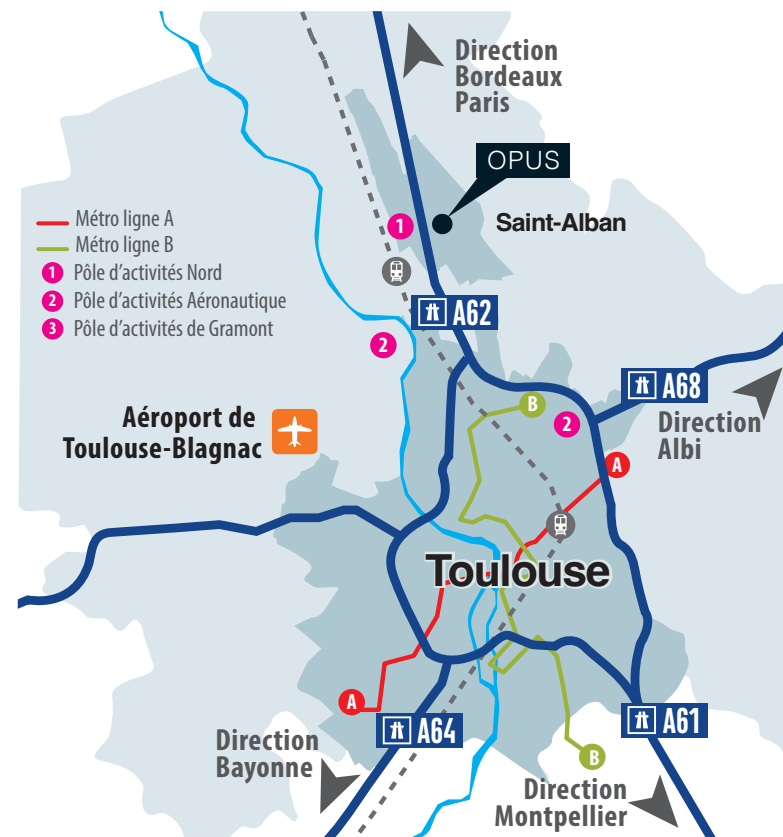 Direction
Bordeaux
Paris
OPUS
Saint-Alban
1
Métro ligne A
Métro ligne B
1 Pôle d'activités Nord
2 Pôle d'activités Aéronautique
3 Pôle d'activités de Gramont
A62
2
A68
Direction
Albi
B
2
A
Aéroport de
Toulouse-Blagnac
Toulouse
A
A64
A61
Direction
Bayonne
B
Direction
Montpellier